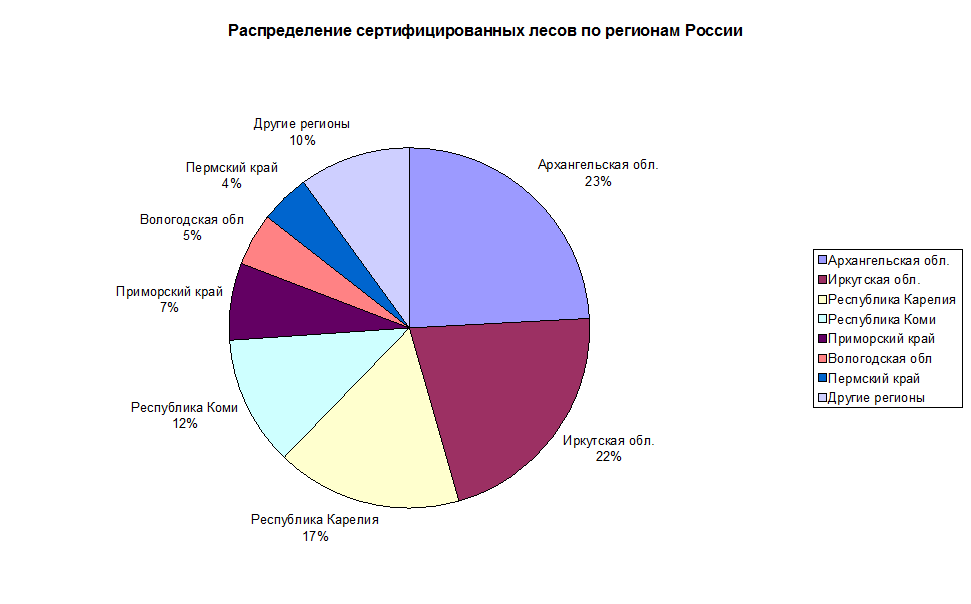 Распределение сертифицированных лесов по регионам России
Другие регионы
10%
Пермский край
4%
Вологодская обл
5%
Приморский край
7%
Республика Коми
12%
Республика Карелия
17%
Архангельская обл.
23%
Иркутская обл.
22%
Архангельская обл.
Иркутская обл.
Республика Карелия
Республика Коми
Приморский край
Вологодская обл
Пермский край
Другие регионы